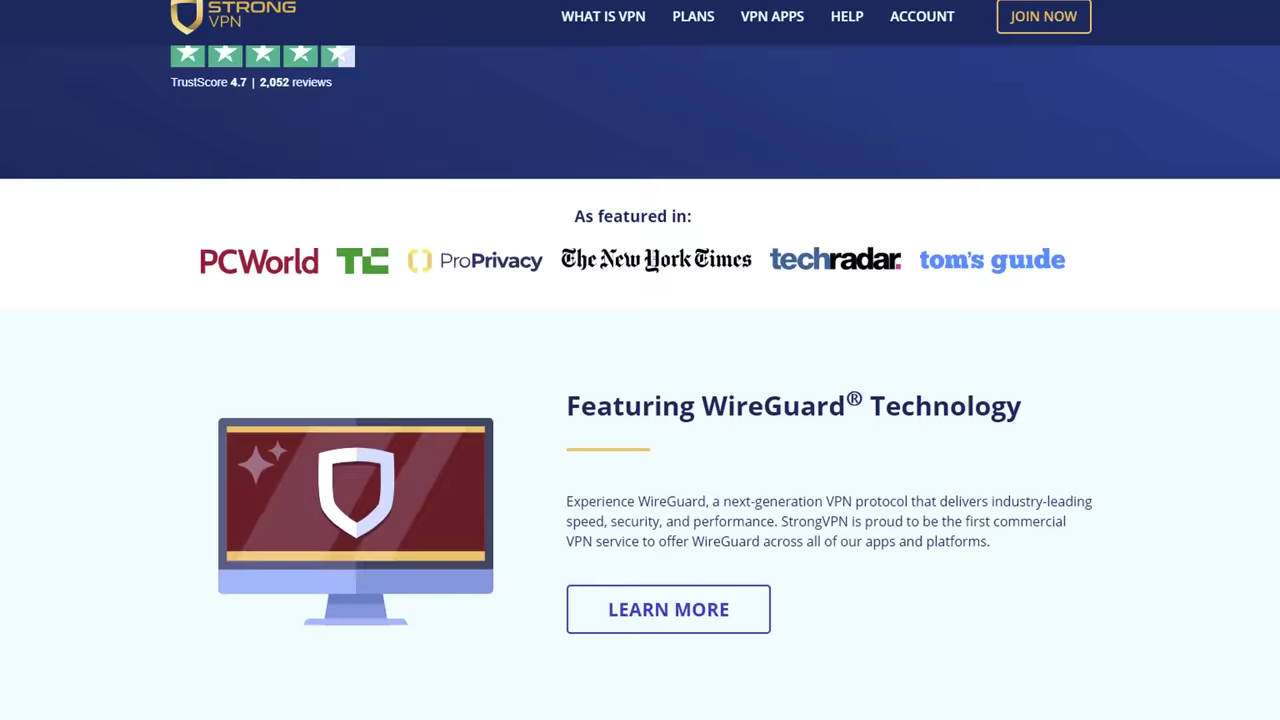 STRONG
VPN
WHAT IS VPN PLANS VPN APPS HELP ACCOUNT JOIN NOW
TrustScore 4.7 | 2,052 reviews
As featured in:
PCWorld TC ProPrivacy The New York Times techradar. tom's guide
Featuring WireGuard® Technology
Experience WireGuard, a next-generation VPN protocol that delivers industry-leading
speed, security, and performance. StrongVPN is proud to be the first commercial
VPN service to offer WireGuard across all of our apps and platforms.
LEARN MORE